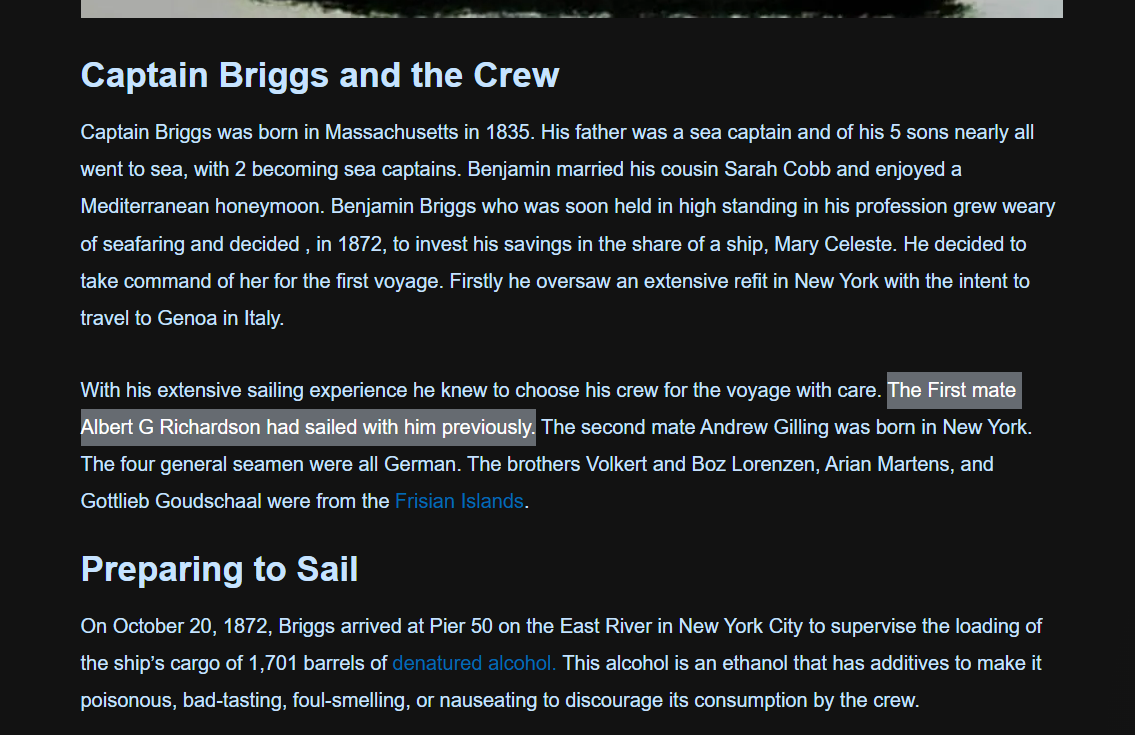 Captain Briggs and the Crew
Captain Briggs was born in Massachusetts in 1835. His father was a sea captain and of his 5 sons nearly all
went to sea, with 2 becoming sea captains. Benjamin married his cousin Sarah Cobb and enjoyed a
Mediterranean honeymoon. Benjamin Briggs who was soon held in high standing in his profession grew weary
of seafaring and decided , in 1872, to invest his savings in the share of a ship, Mary Celeste. He decided to
take command of her for the first voyage. Firstly he oversaw an extensive refit in New York with the intent to
travel to Genoa in Italy.
With his extensive sailing experience he knew to choose his crew for the voyage with care. The First mate
Albert G Richardson had sailed with him previously. The second mate Andrew Gilling was born in New York.
The four general seamen were all German. The brothers Volkert and Boz Lorenzen, Arian Martens, and
Gottlieb Goudschaal were from the Frisian Islands.
Preparing to Sail
On October 20, 1872, Briggs arrived at Pier 50 on the East River in New York City to supervise the loading of
the ship’s cargo of 1,701 barrels of denatured alcohol. This alcohol is an ethanol that has additives to make it
poisonous, bad-tasting, foul-smelling, or nauseating to discourage its consumption by the crew.